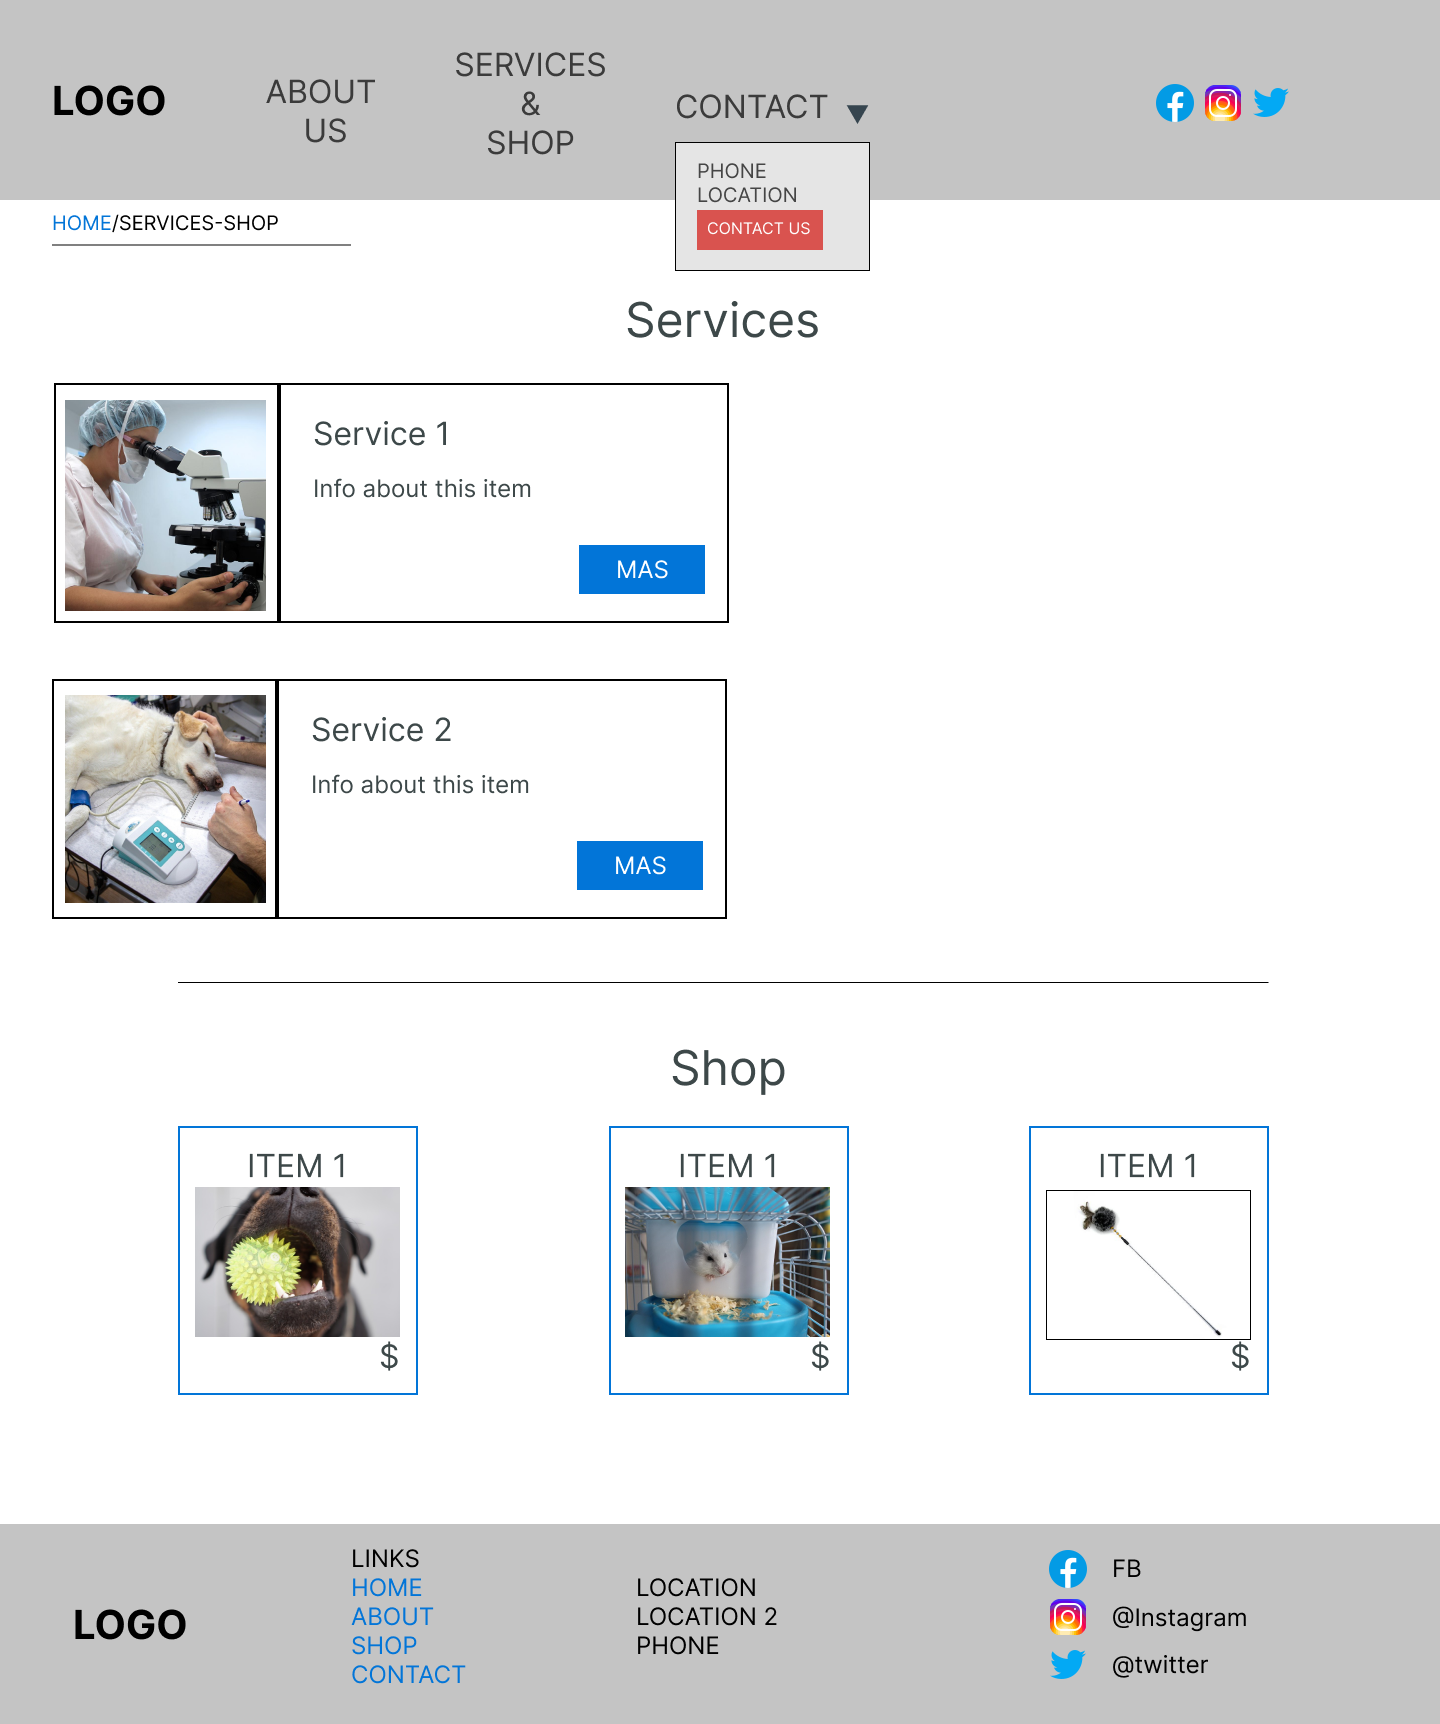 LOGO
ABOUT
US
SERVICES
&
SHOP
CONTACT ▼
PHONE
LOCATION
CONTACT US
HOME/SERVICES-SHOP
Services
Service 1
Info about this item
MAS
Service 2
Info about this item
MAS
Shop
ITEM 1
$
ITEM 1
$
ITEM 1
$
LOGO
LINKS
HOME
ABOUT
SHOP
CONTACT
LOCATION
LOCATION 2
PHONE
FB
@Instagram
@twitter